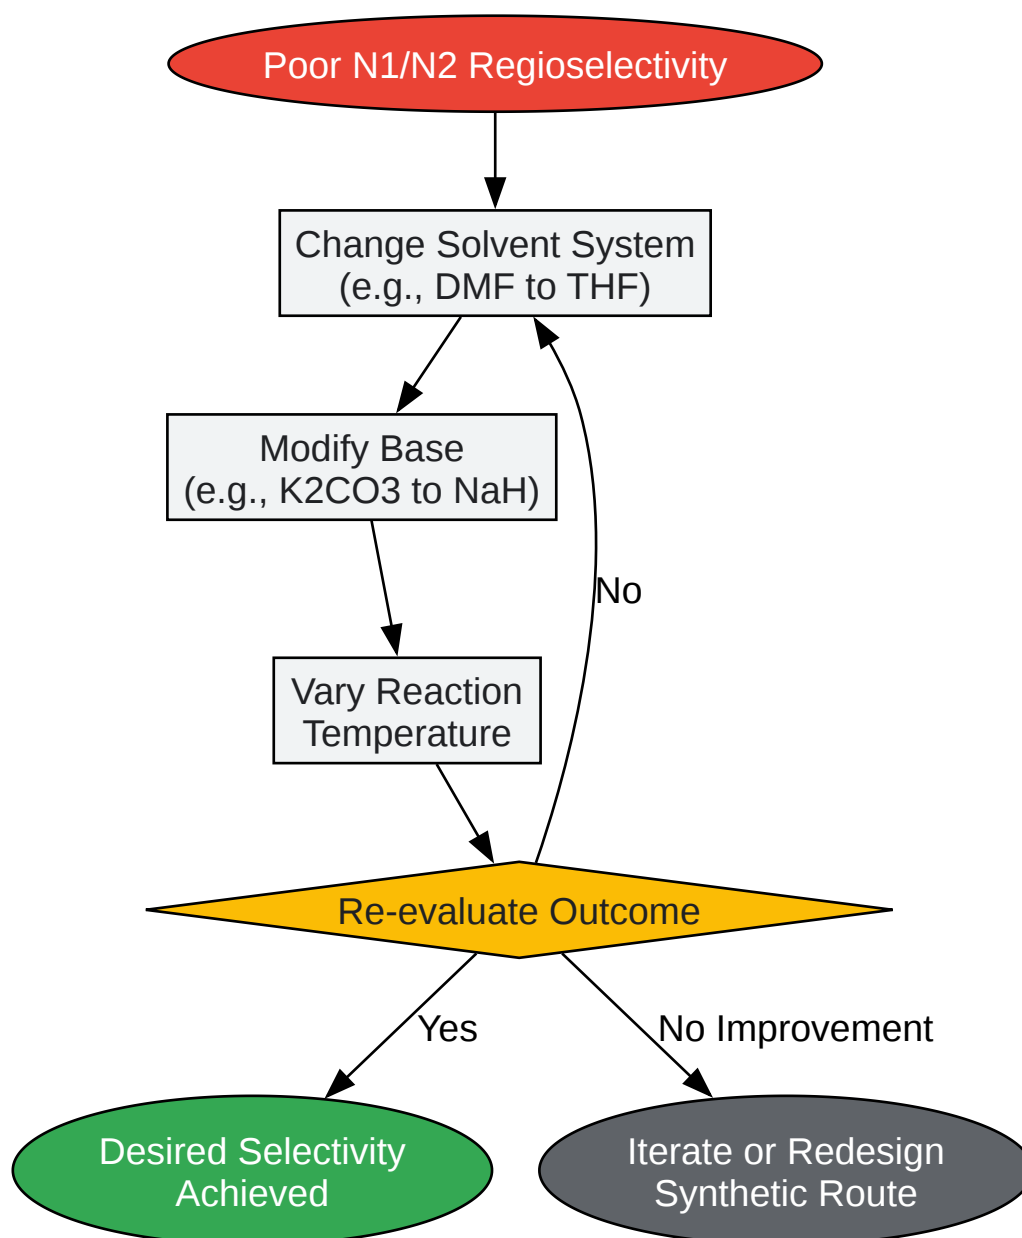 Poor N1/N2 Regioselectivity
Change Solvent System
(e.g., DMF to THF)
Modify Base
(e.g., K2CO3 to NaH)
No
Vary Reaction
Temperature
Re-evaluate Outcome
Yes
No Improvement
Desired Selectivity
Achieved
Iterate or Redesign
Synthetic Route